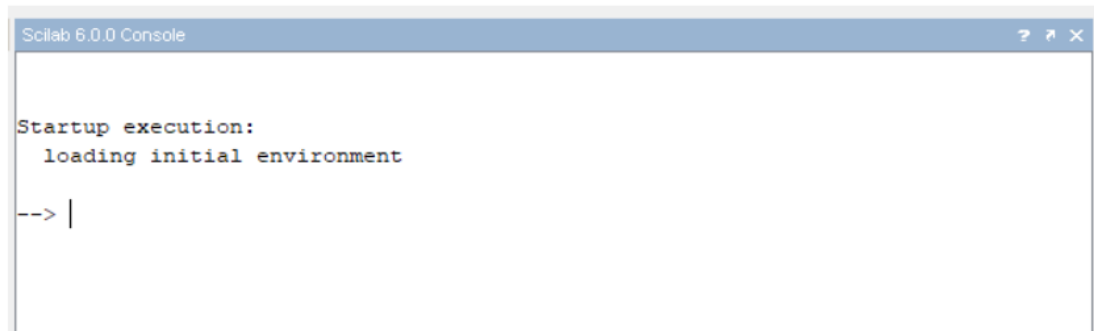 Scilab 6.0.0 Console ?
Startup execution:
loading initial environment
-->